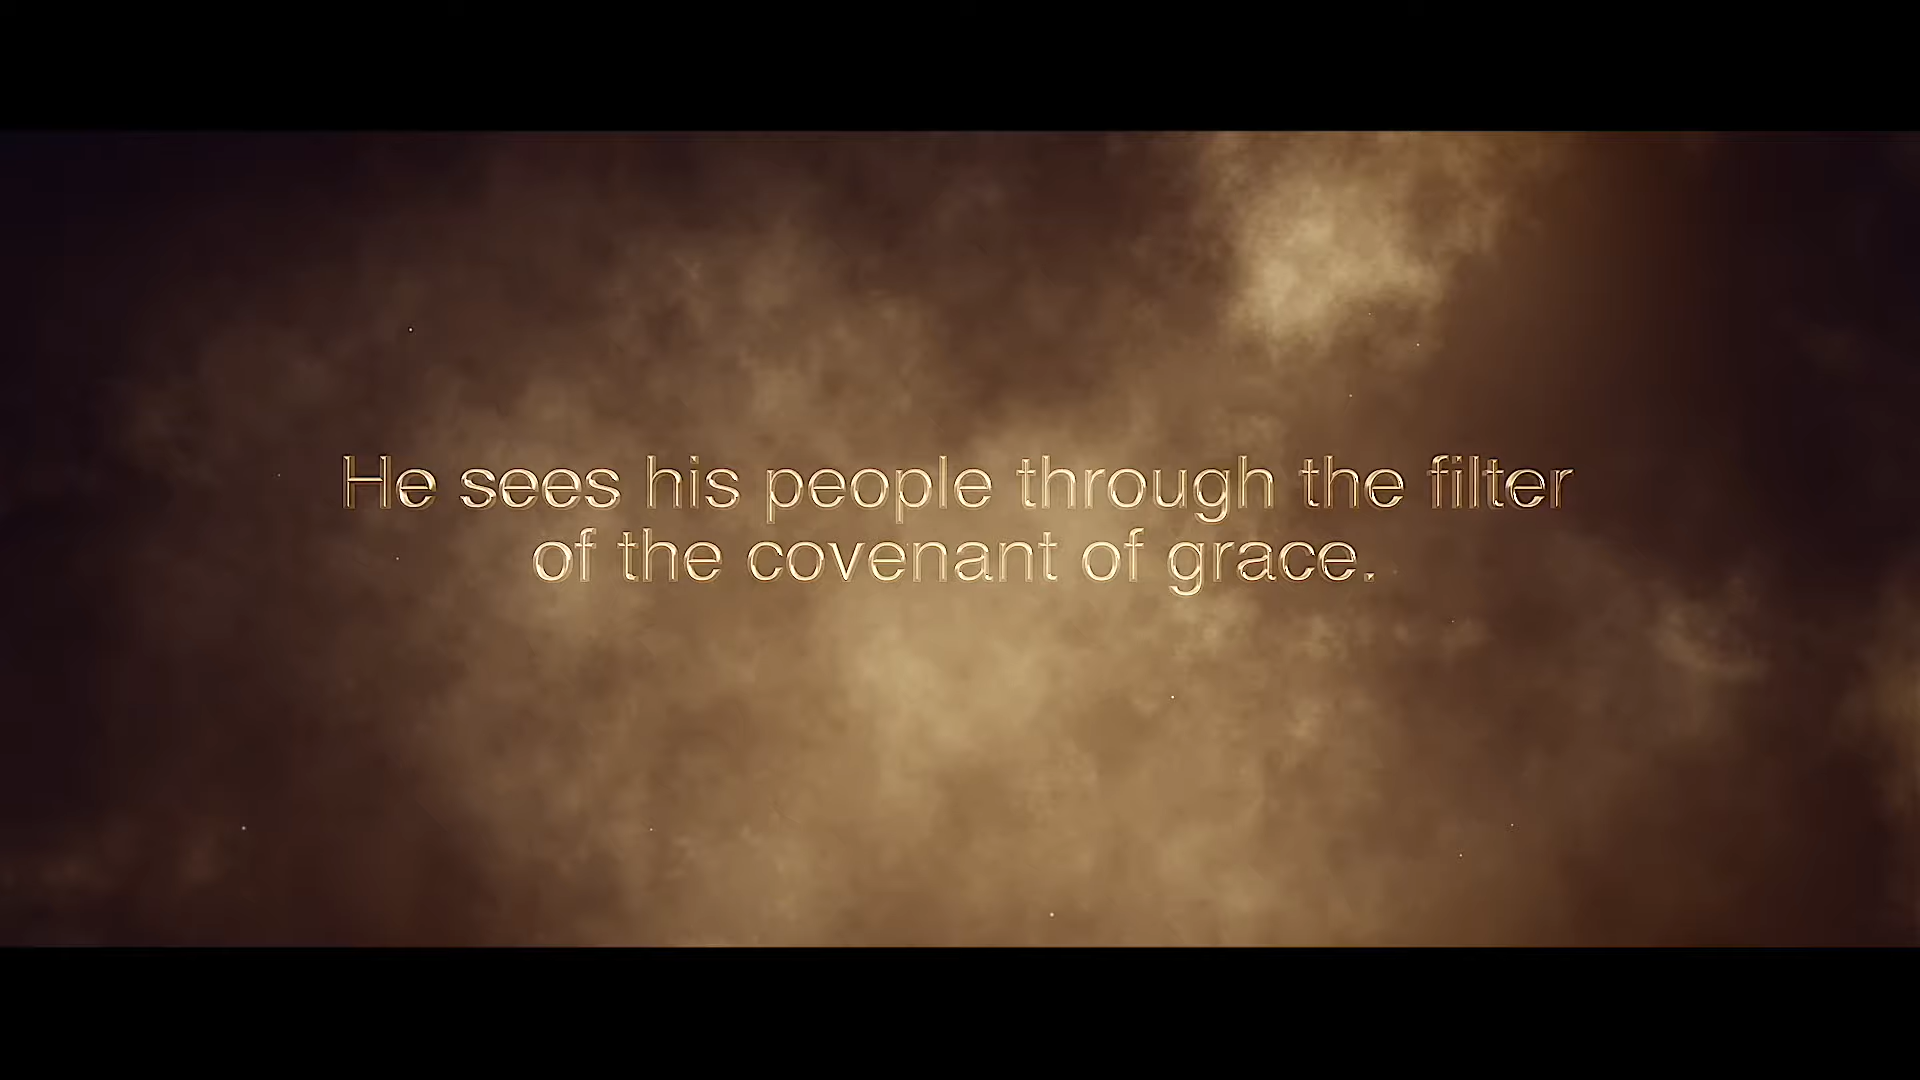 He sees his people through the filter
of the covenant of grace.